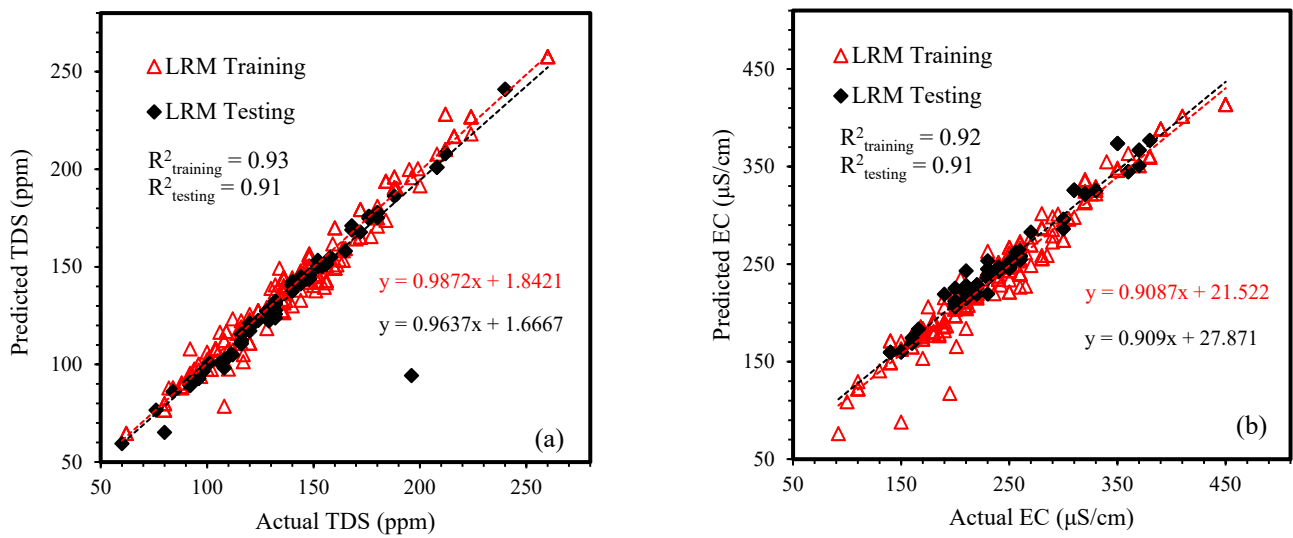 LRM Training
LRM Testing
R²training = 0.93
R²testing = 0.91
y = 0.9872x + 1.8421
y = 0.9637x + 1.6667
(a)
Predicted TDS (ppm)
250
200
150
100
50
50 100 150 200 250
Actual TDS (ppm)
LRM Training
LRM Testing
R²training = 0.92
R²testing = 0.91
y = 0.9087x + 21.522
y = 0.909x + 27.871
(b)
Predicted EC (µS/cm)
450
350
250
150
50
50 150 250 350 450
Actual EC (µS/cm)